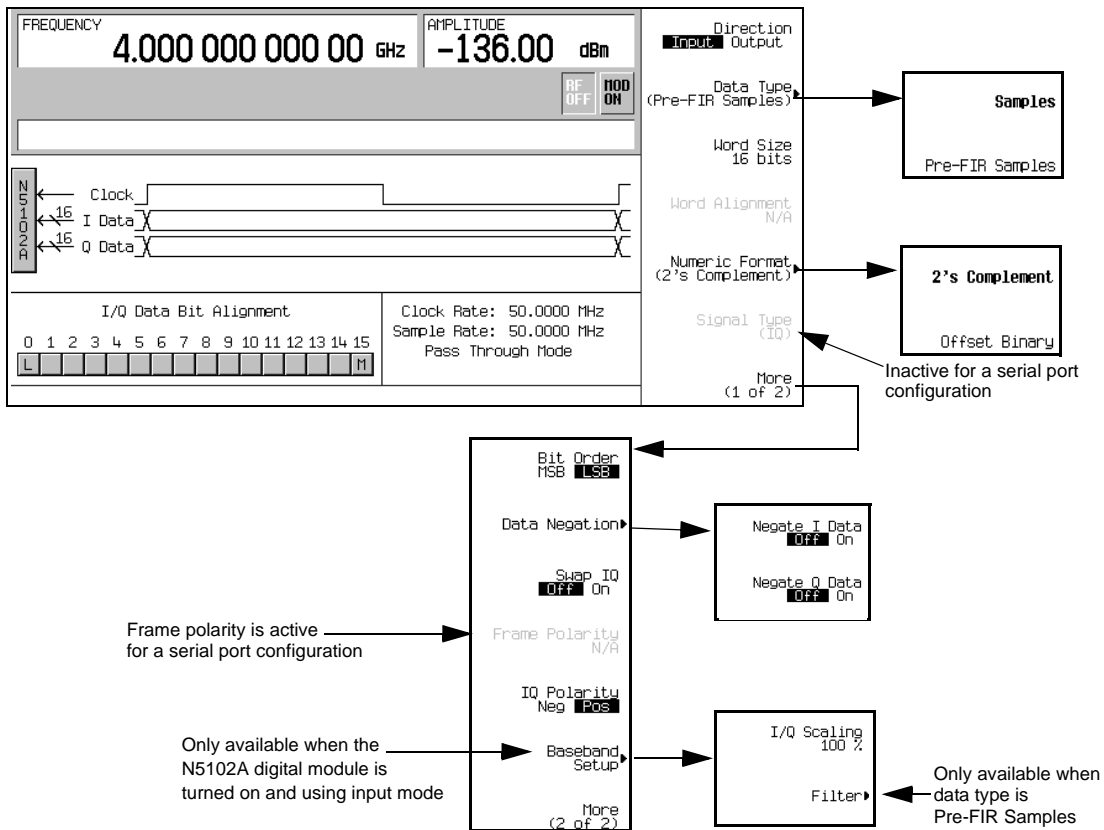 FREQUENCY
4.000 000 000 00 GHz
AMPLITUDE
-136.00 dBm
RF OFF
MOD ON
N5102A
Clock
16 I Data
16 Q Data
I/Q Data Bit Alignment
0 1 2 3 4 5 6 7 8 9 10 11 12 13 14 15
L M
Clock Rate: 50.0000 MHz
Sample Rate: 50.0000 MHz
Pass Through Mode
Direction
Input Output
Data Type
(Pre-FIR Samples)
Word Size
16 bits
Word Alignment
N/A
Numeric Format
(2's Complement)
Signal Type
(IQ)
More
(1 of 2)
Samples
Pre-FIR Samples
2's Complement
Offset Binary
Inactive for a serial port
configuration
Bit Order
MSB LSB
Data Negation
Swap IQ
Off On
Frame Polarity
N/A
IQ Polarity
Neg Pos
Baseband
Setup
More
(2 of 2)
Negate I Data
Off On
Negate Q Data
Off On
Frame polarity is active
for a serial port configuration
Only available when the
N5102A digital module is
turned on and using input mode
I/Q Scaling
100 %
Filter
Only available when
data type is
Pre-FIR Samples